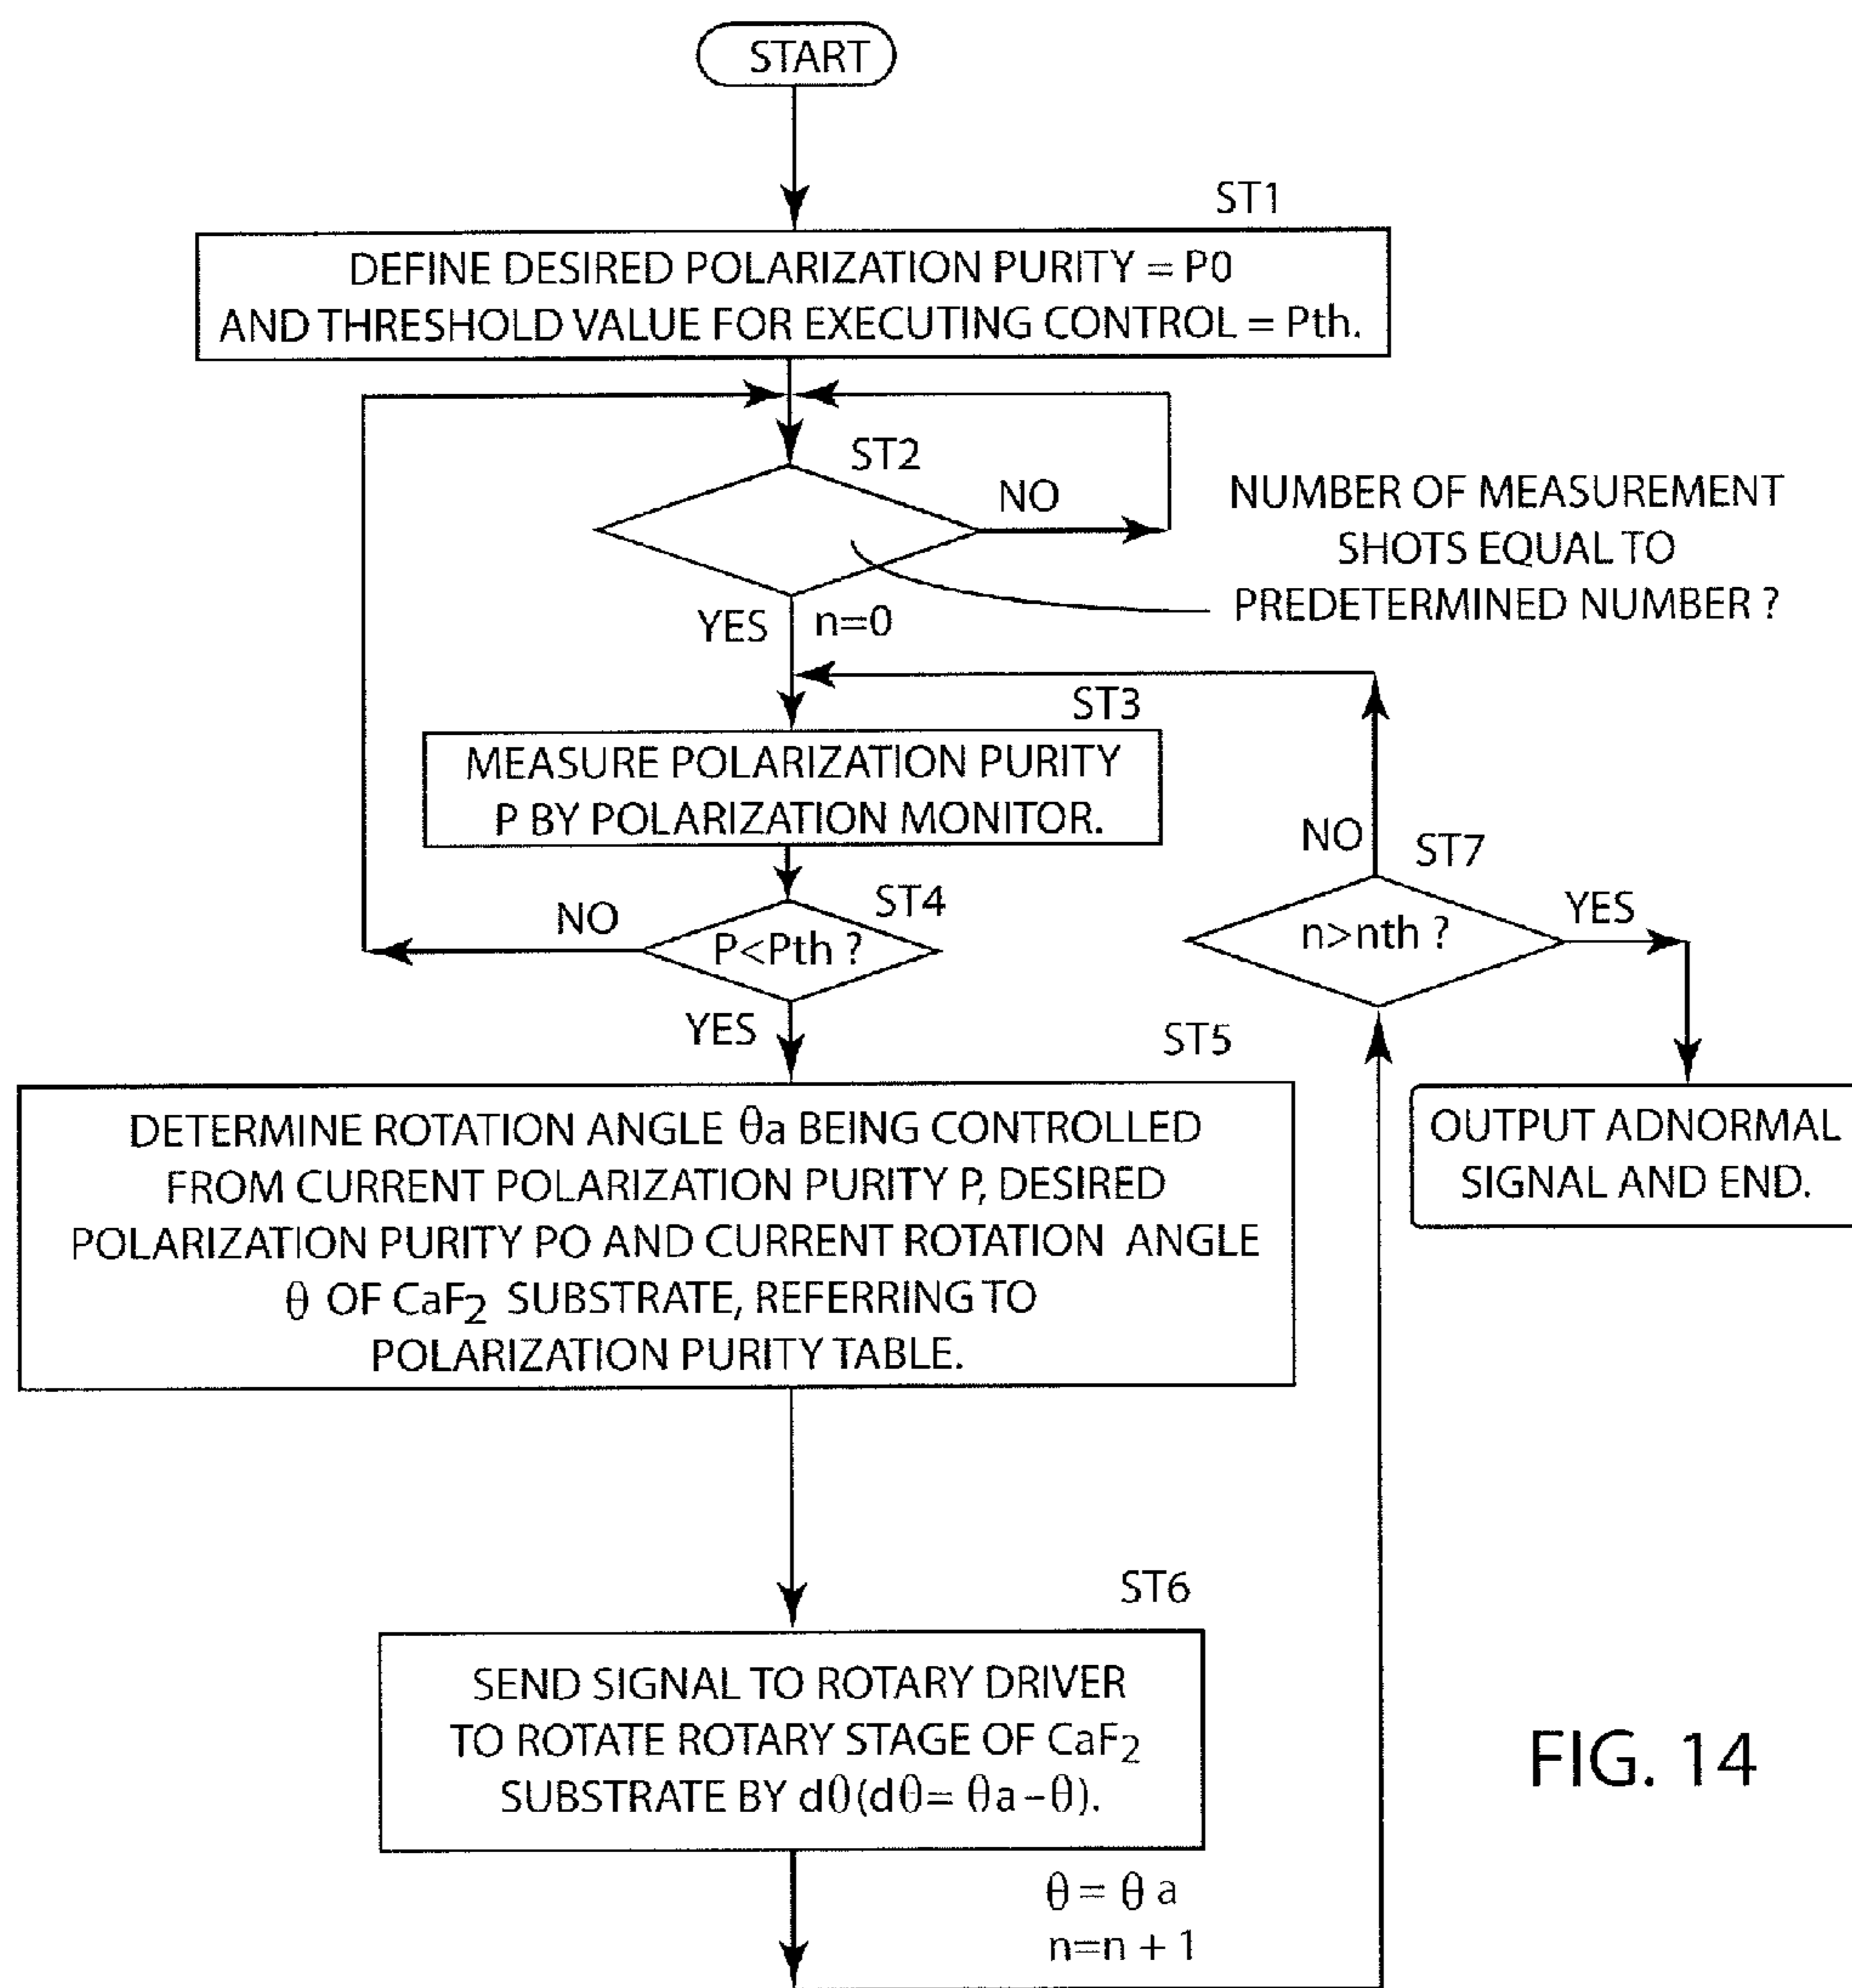 START
ST1
DEFINE DESIRED POLARIZATION PURITY = P0
AND THRESHOLD VALUE FOR EXECUTING CONTROL = Pth.
ST2
NO
NUMBER OF MEASUREMENT
SHOTS EQUAL TO
PREDETERMINED NUMBER ?
YES
n=0
ST3
MEASURE POLARIZATION PURITY
P BY POLARIZATION MONITOR.
NO
ST4
P<Pth ?
YES
NO
ST7
n>nth ?
YES
OUTPUT ADNORMAL
SIGNAL AND END.
ST5
DETERMINE ROTATION ANGLE θa BEING CONTROLLED
FROM CURRENT POLARIZATION PURITY P, DESIRED
POLARIZATION PURITY PO AND CURRENT ROTATION ANGLE
θ OF CaF₂ SUBSTRATE, REFERRING TO
POLARIZATION PURITY TABLE.
ST6
SEND SIGNAL TO ROTARY DRIVER
TO ROTATE ROTARY STAGE OF CaF₂
SUBSTRATE BY dθ(dθ= θa-θ).
θ = θ a
n=n + 1
FIG. 14